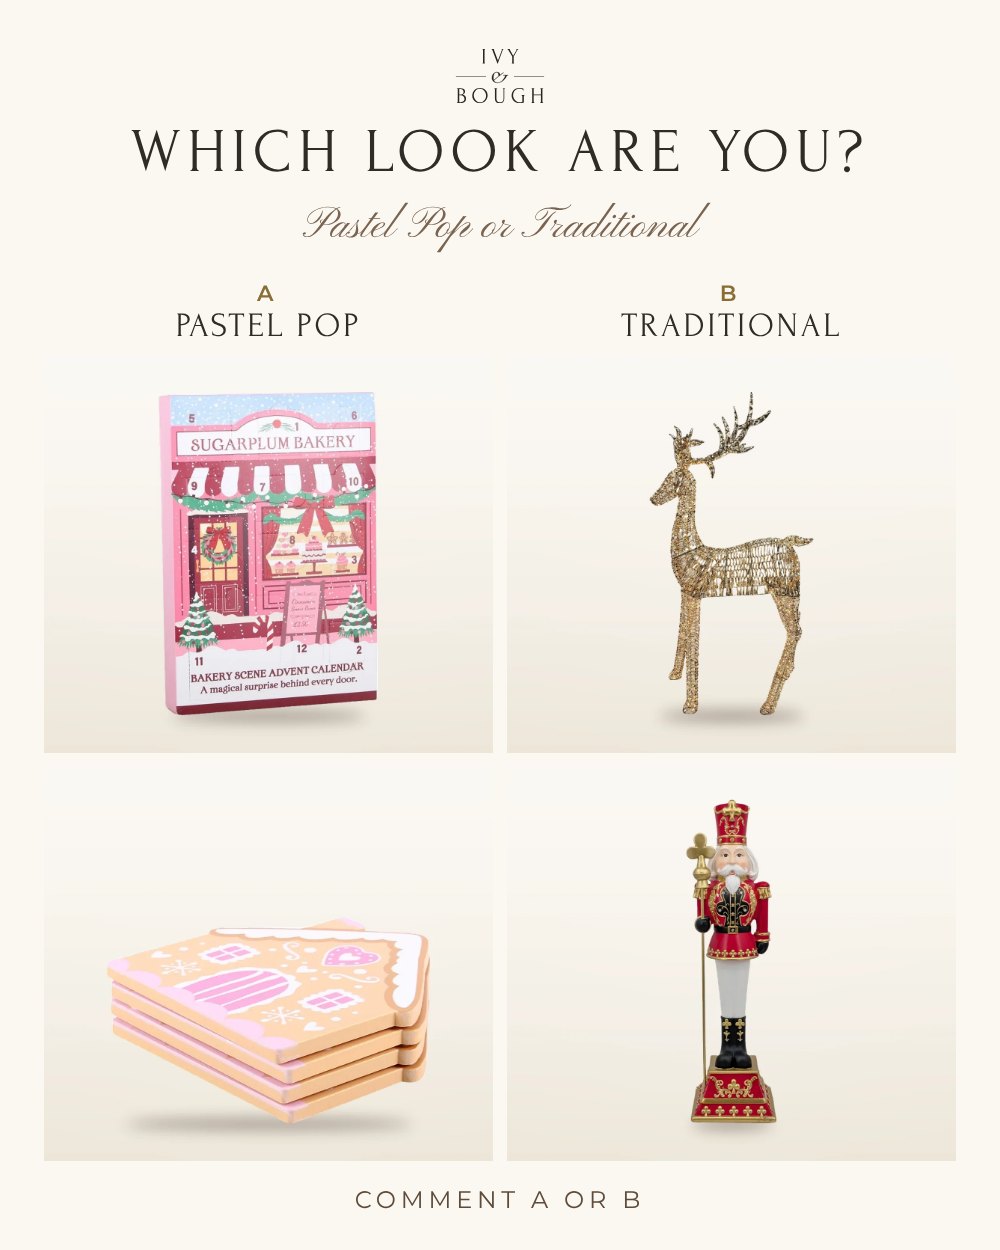 IVY
&
BOUGH
WHICH LOOK ARE YOU?
Pastel Pop or Traditional
A
PASTEL POP
B
TRADITIONAL
5
6
1
SUGARPLUM BAKERY
9
7
10
4
8
3
11
12
2
BAKERY SCENE ADVENT CALENDAR
A magical surprise behind every door.
COMMENT A OR B